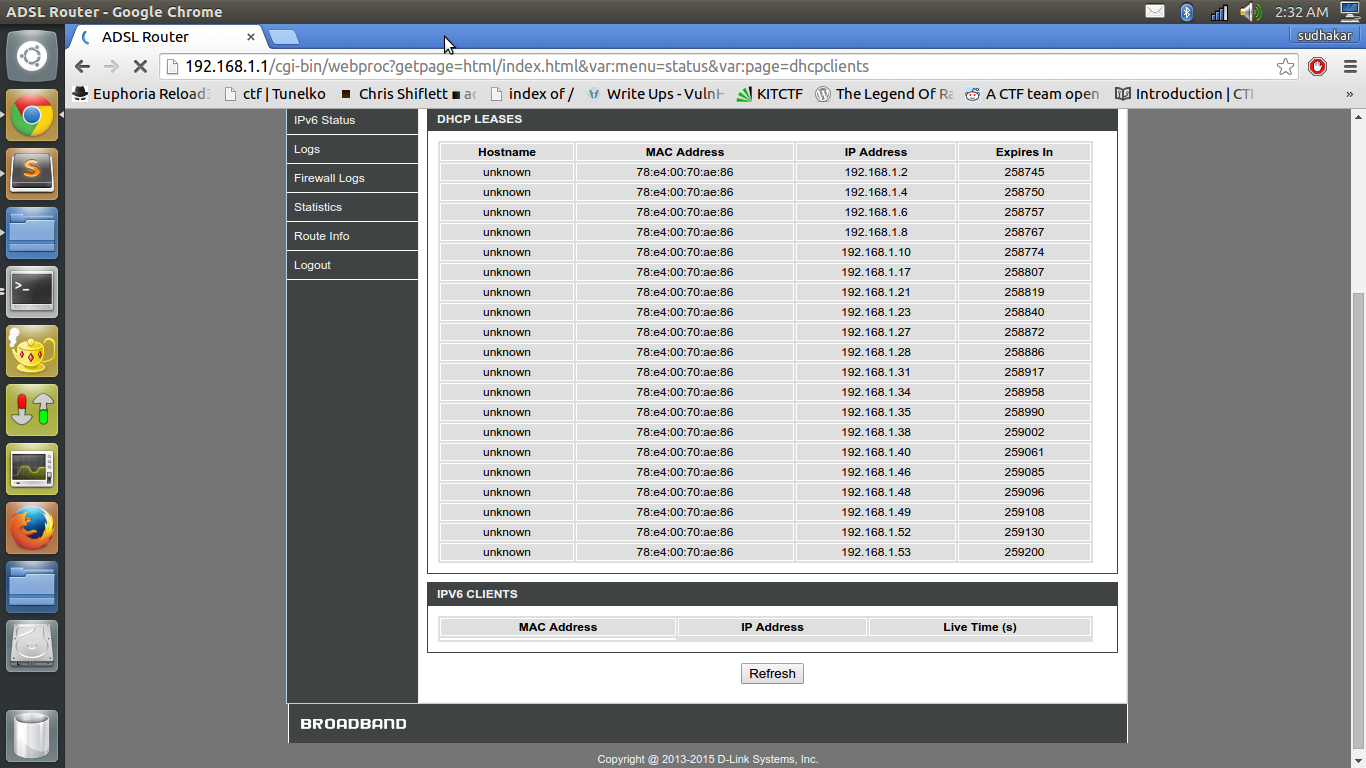 ADSL Router - Google Chrome
2:32 AM
ADSL Router ×
sudhakar
192.168.1.1/cgi-bin/webproc?getpage=html/index.html&var:menu=status&var:page=dhcpclients
Euphoria Reload ctf | Tunelko Chris Shiflett ■ index of / Write Ups - Vuln KITCTF The Legend Of A CTF team open Introduction | »
IPv6 Status
Logs
Firewall Logs
Statistics
Route Info
Logout
DHCP LEASES
Hostname MAC Address IP Address Expires In
unknown 78:e4:00:70:ae:86 192.168.1.2 258745
unknown 78:e4:00:70:ae:86 192.168.1.4 258750
unknown 78:e4:00:70:ae:86 192.168.1.6 258757
unknown 78:e4:00:70:ae:86 192.168.1.8 258767
unknown 78:e4:00:70:ae:86 192.168.1.10 258774
unknown 78:e4:00:70:ae:86 192.168.1.17 258807
unknown 78:e4:00:70:ae:86 192.168.1.21 258819
unknown 78:e4:00:70:ae:86 192.168.1.23 258840
unknown 78:e4:00:70:ae:86 192.168.1.27 258872
unknown 78:e4:00:70:ae:86 192.168.1.28 258886
unknown 78:e4:00:70:ae:86 192.168.1.31 258917
unknown 78:e4:00:70:ae:86 192.168.1.34 258958
unknown 78:e4:00:70:ae:86 192.168.1.35 258990
unknown 78:e4:00:70:ae:86 192.168.1.38 259002
unknown 78:e4:00:70:ae:86 192.168.1.40 259061
unknown 78:e4:00:70:ae:86 192.168.1.46 259085
unknown 78:e4:00:70:ae:86 192.168.1.48 259096
unknown 78:e4:00:70:ae:86 192.168.1.49 259108
unknown 78:e4:00:70:ae:86 192.168.1.52 259130
unknown 78:e4:00:70:ae:86 192.168.1.53 259200
IPV6 CLIENTS
MAC Address IP Address Live Time (s)
Refresh
BROADBAND
Copyright @ 2013-2015 D-Link Systems, Inc.